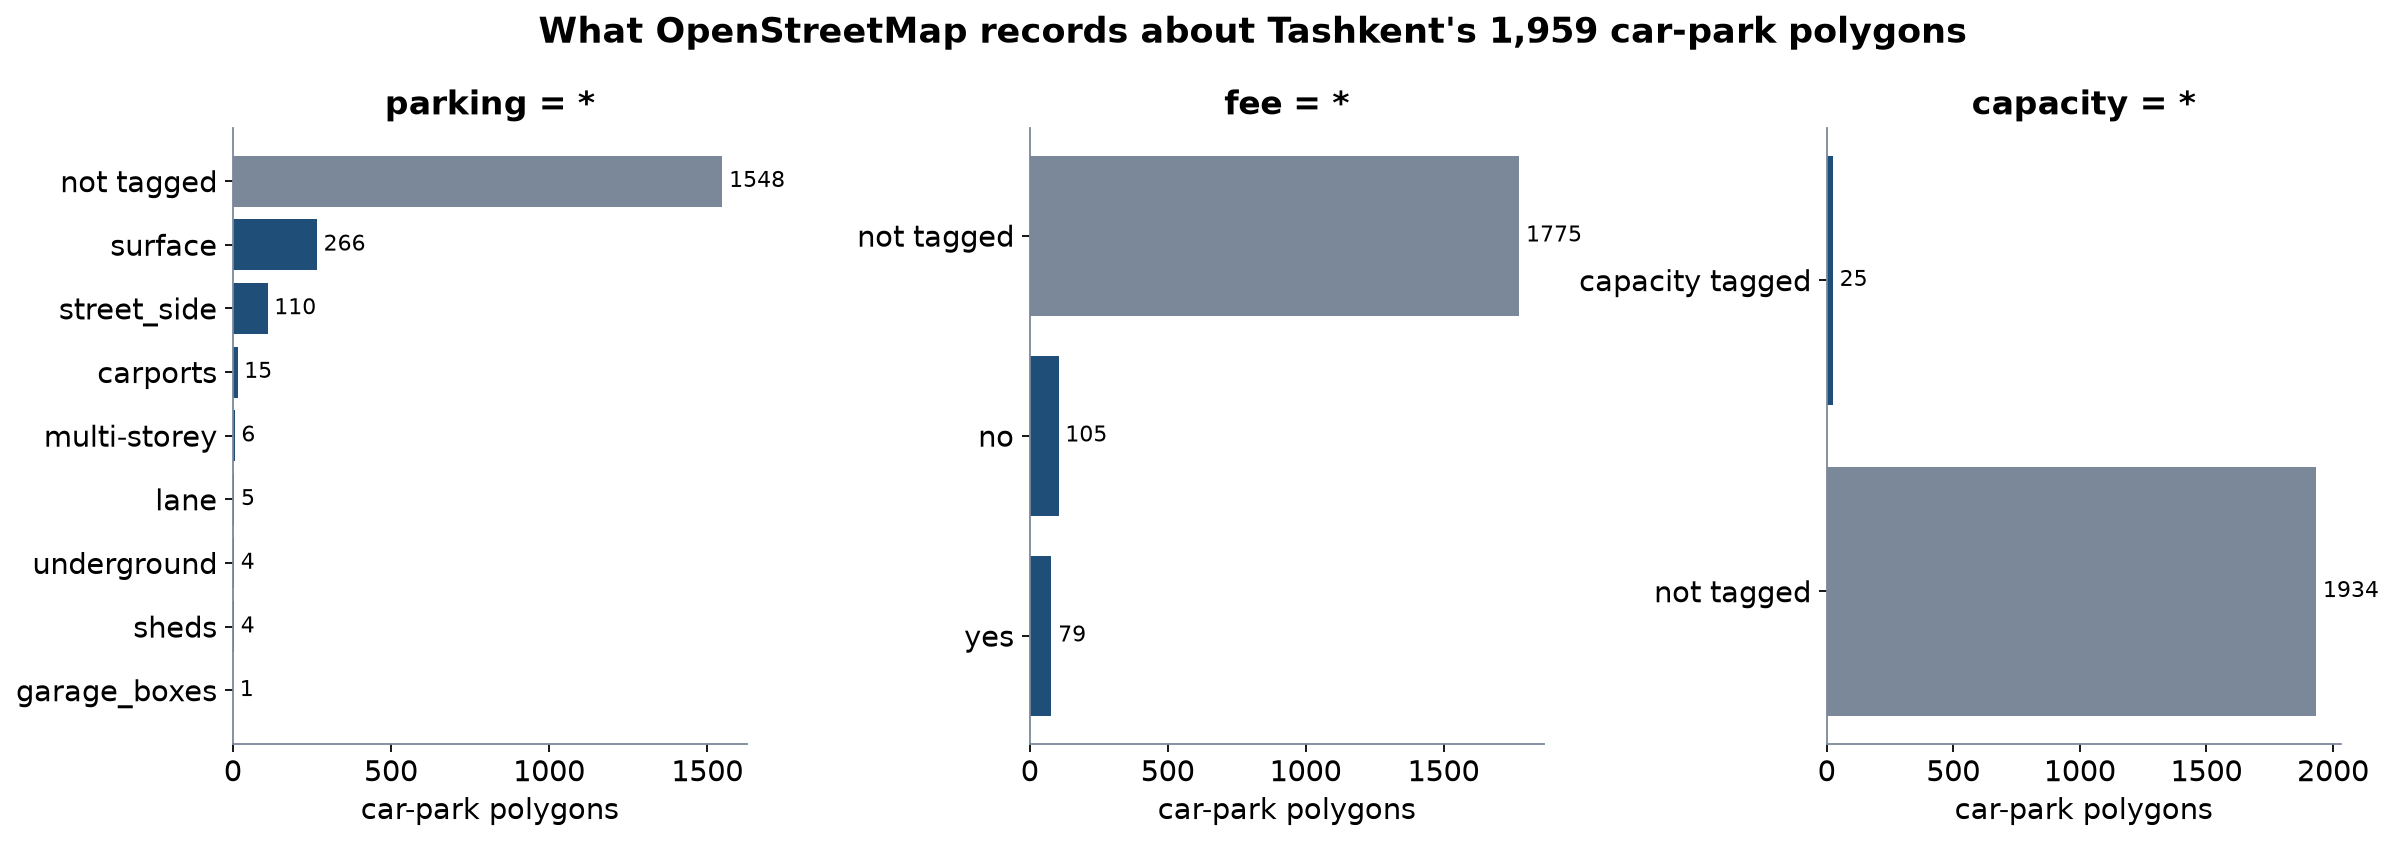 What OpenStreetMap records about Tashkent's 1,959 car-park polygons
parking = *
not tagged 1548
surface 266
street_side 110
carports 15
multi-storey 6
lane 5
underground 4
sheds 4
garage_boxes 1
0 500 1000 1500
car-park polygons
fee = *
not tagged 1775
no 105
yes 79
0 500 1000 1500
car-park polygons
capacity = *
capacity tagged 25
not tagged 1934
0 500 1000 1500 2000
car-park polygons